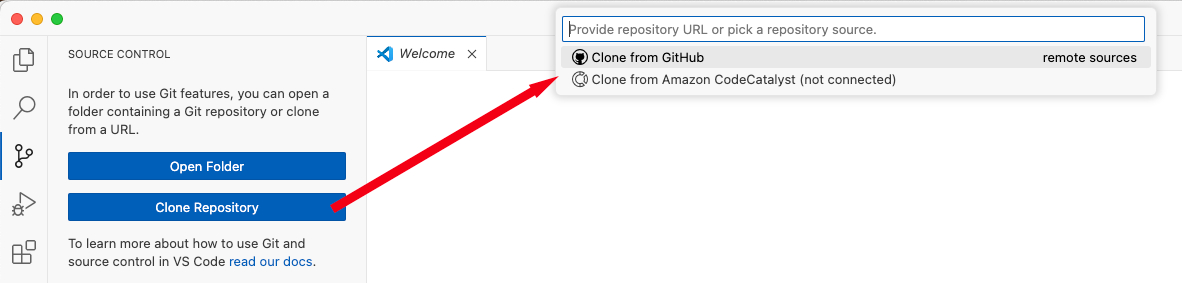 Provide repository URL or pick a repository source.
Clone from GitHub remote sources
Clone from Amazon CodeCatalyst (not connected)
SOURCE CONTROL
Welcome
In order to use Git features, you can open a
folder containing a Git repository or clone
from a URL.
Open Folder
Clone Repository
To learn more about how to use Git and
source control in VS Code read our docs.